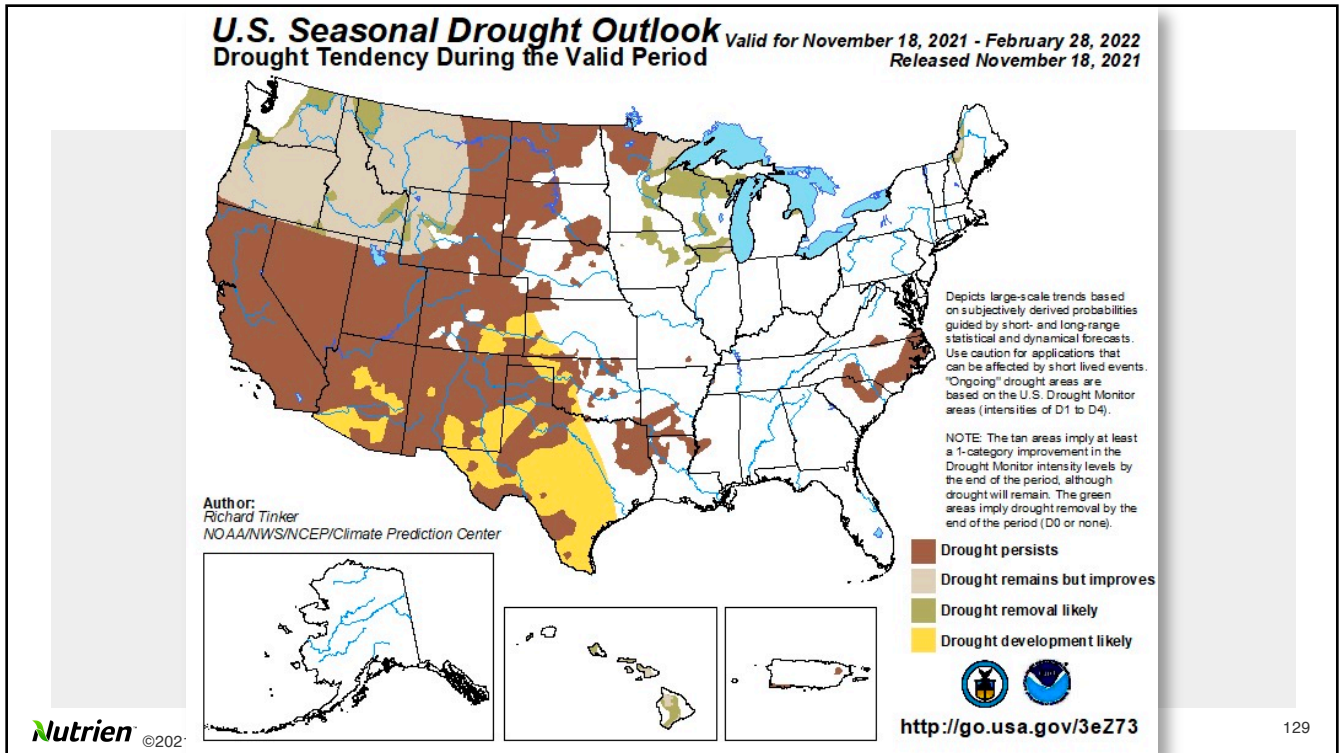 U.S. Seasonal Drought Outlook
Drought Tendency During the Valid Period
Valid for November 18, 2021 - February 28, 2022
Released November 18, 2021
Depicts large-scale trends based
on subjectively derived probabilities
guided by short- and long-range
statistical and dynamical forecasts.
Use caution for applications that
can be affected by short lived events.
"Ongoing" drought areas are
based on the U.S. Drought Monitor
areas (intensities of D1 to D4).
NOTE: The tan areas imply at least
a 1-category improvement in the
Drought Monitor intensity levels by
the end of the period, although
drought will remain. The green
areas imply drought removal by the
end of the period (D0 or none).
Author:
Richard Tinker
NOAA/NWS/NCEP/Climate Prediction Center
Drought persists
Drought remains but improves
Drought removal likely
Drought development likely
http://go.usa.gov/3eZ73
Nutrien
129